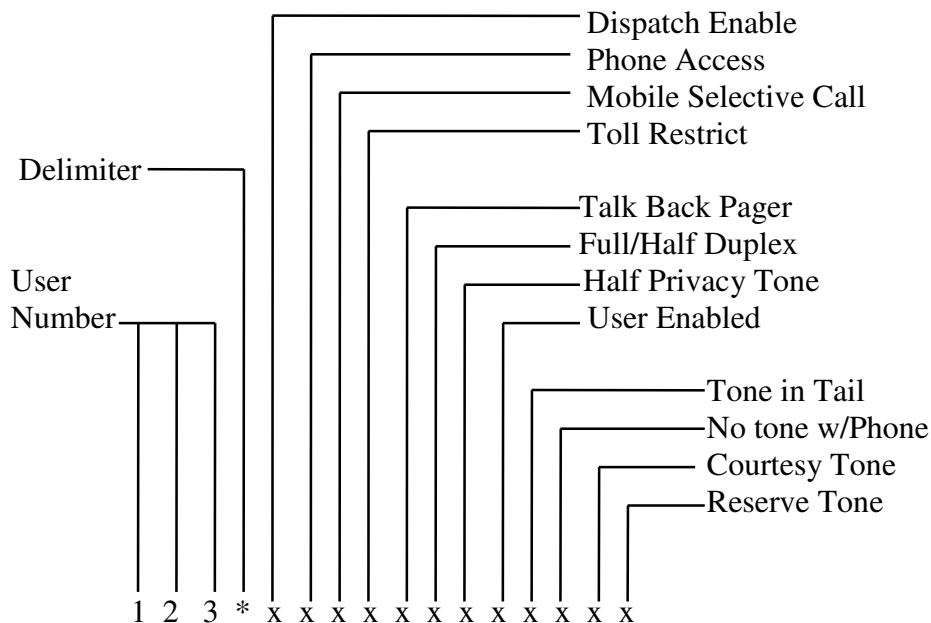 Dispatch Enable
Phone Access
Mobile Selective Call
Toll Restrict
Delimiter
Talk Back Pager
Full/Half Duplex
User
Half Privacy Tone
Number
User Enabled
Tone in Tail
No tone w/Phone
Courtesy Tone
Reserve Tone
1 2 3 * x x x x x x x x x x x x